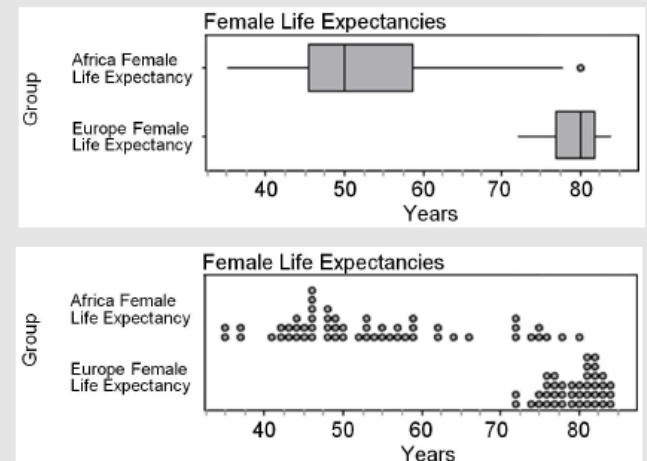 Female Life Expectancies
Group
Africa Female
Life Expectancy
Europe Female
Life Expectancy
40 50 60 70 80
Years
Female Life Expectancies
Group
Africa Female
Life Expectancy
Europe Female
Life Expectancy
40 50 60 70 80
Years